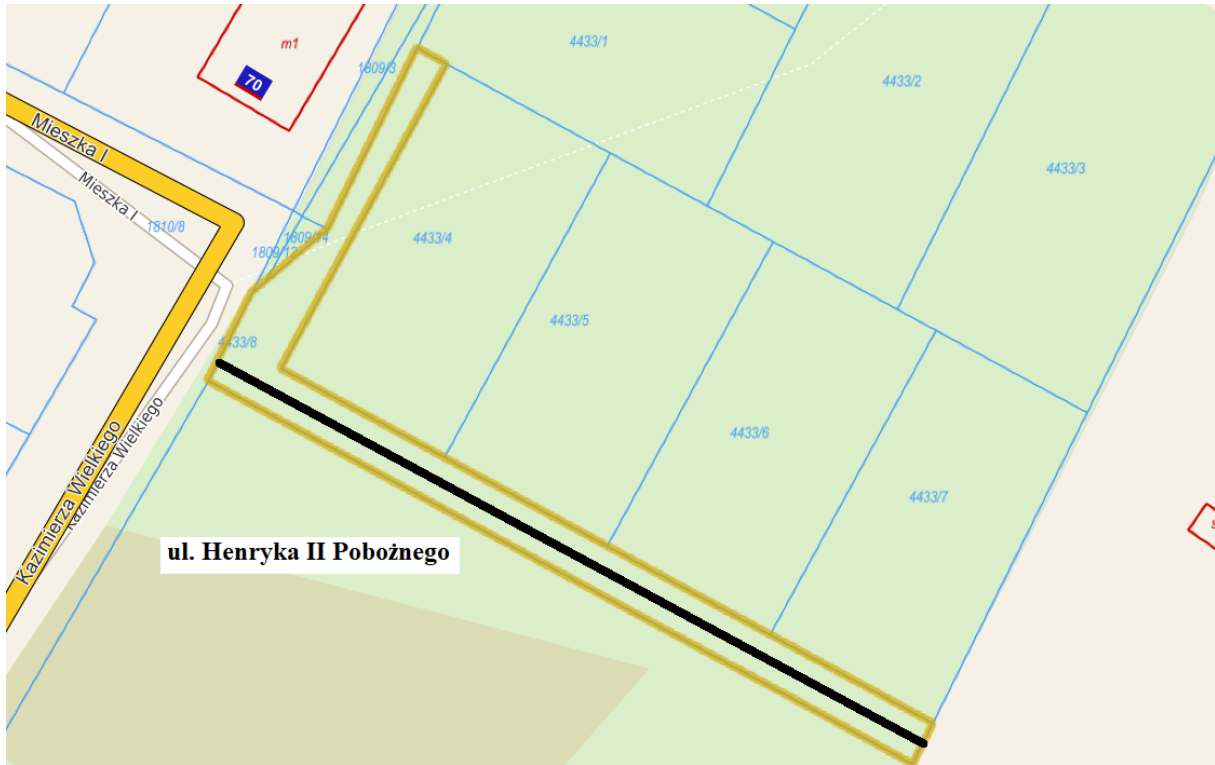 m1
70
1809/3
4433/1
4433/2
4433/3
Mieszka I
Mieszka I
1810/8
1809/14
1809/12
4433/4
4433/5
4433/8
4433/6
4433/7
Kazimierza Wielkiego
Kazimierza Wielkiego
ul. Henryka II Pobożnego